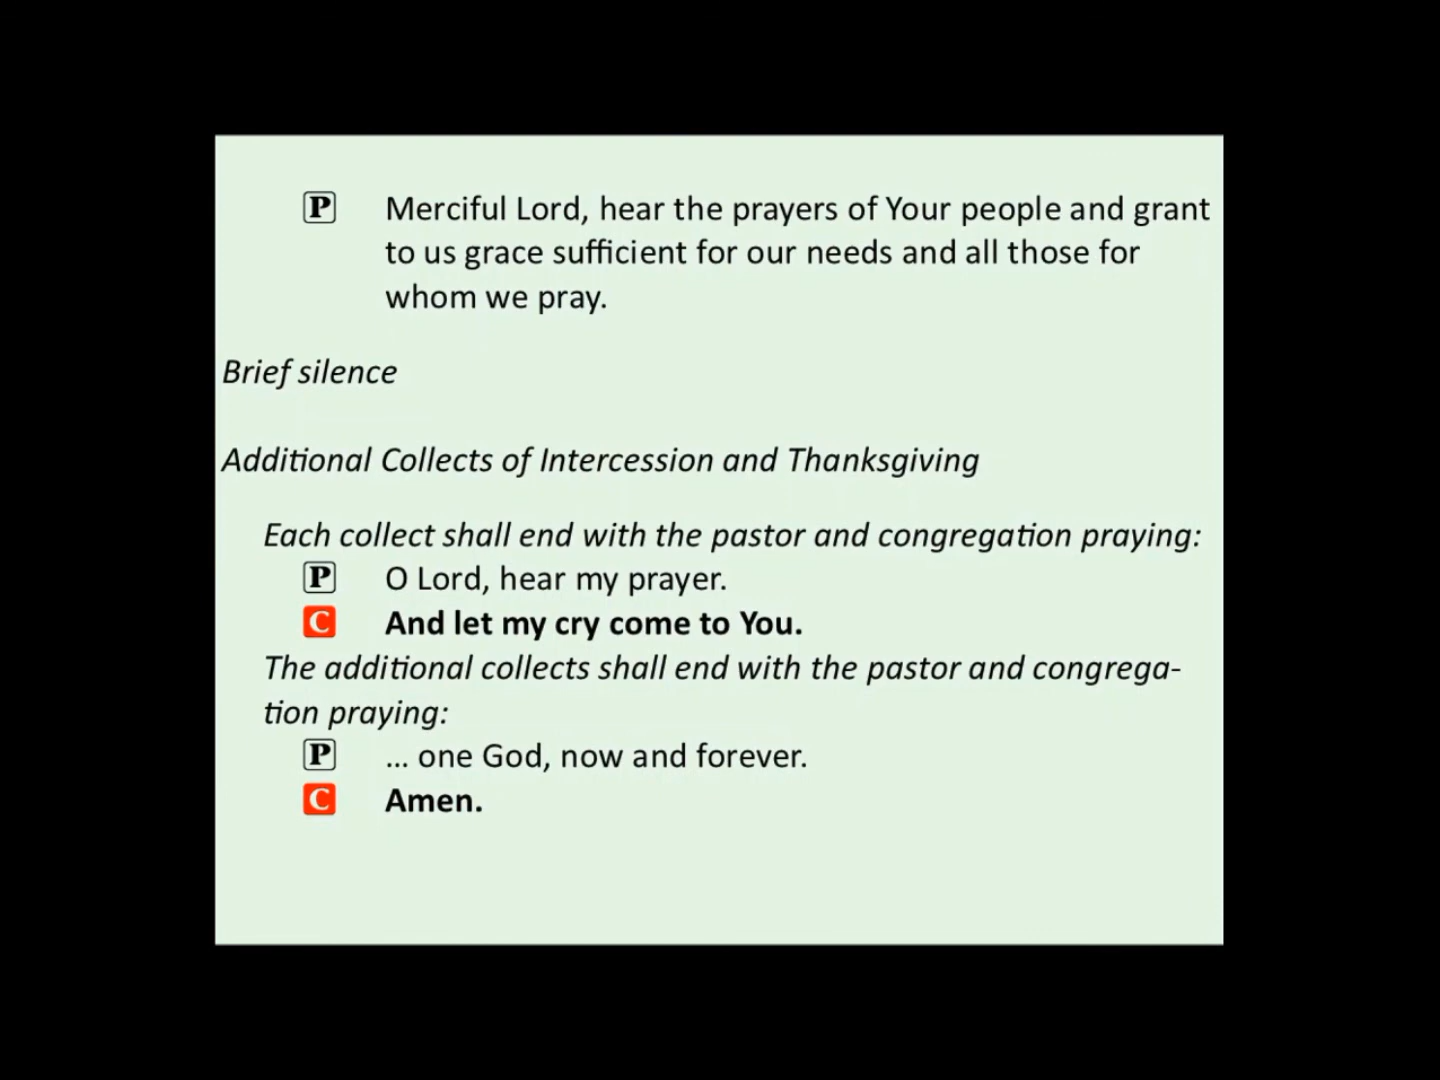 P Merciful Lord, hear the prayers of Your people and grant
to us grace sufficient for our needs and all those for
whom we pray.
Brief silence
Additional Collects of Intercession and Thanksgiving
Each collect shall end with the pastor and congregation praying:
P O Lord, hear my prayer.
C And let my cry come to You.
The additional collects shall end with the pastor and congrega-
tion praying:
P ... one God, now and forever.
C Amen.